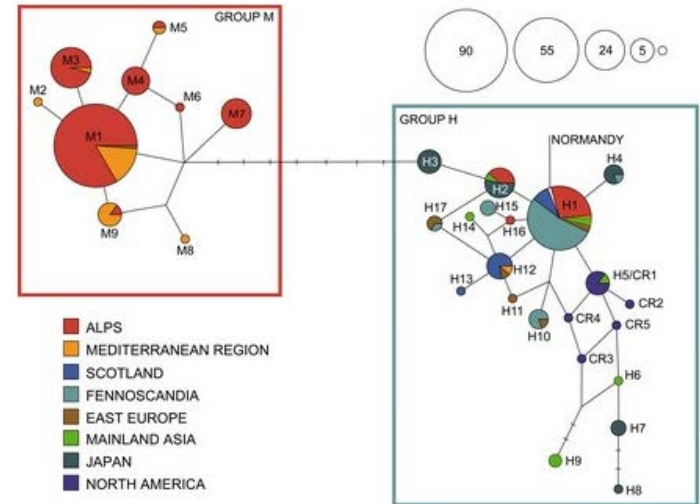 GROUP M
M5
M3
M4
M2
M6
M7
M1
M9
M8
90
55
24
5
GROUP H
NORMANDY
H3
H4
H2
H15
H1
H17
H14
H16
H12
H13
H5/CR1
H11
CR2
CR4
CR5
H10
CR3
H6
H7
H9
H8
ALPS
MEDITERRANEAN REGION
SCOTLAND
FENNOSCANDIA
EAST EUROPE
MAINLAND ASIA
JAPAN
NORTH AMERICA